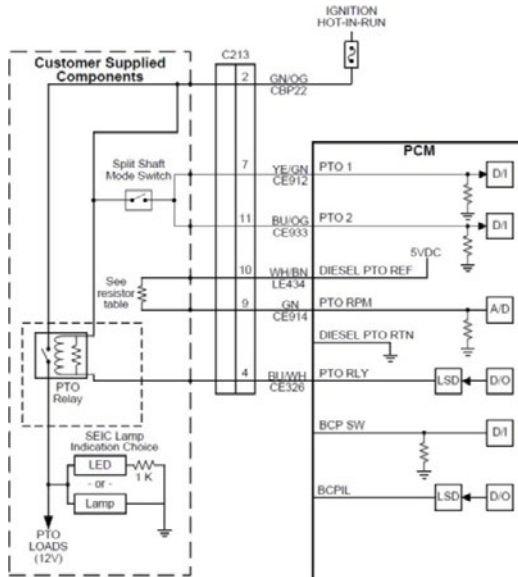 IGNITION
HOT-IN-RUN
C213
Customer Supplied
Components
2
GN/OG
CBP22
PCM
Split Shaft
Mode Switch
7
YE/GN
CE912
PTO 1
D/I
11
BU/OG
CE933
PTO 2
D/I
5VDC
See
resistor
table
10
WH/BN
LE434
DIESEL PTO REF
9
GN
CE914
PTO RPM
A/D
DIESEL PTO RTN
PTO
Relay
4
BU/WH
CE326
PTO RLY
LSD
D/O
SEIC Lamp
Indication Choice
LED
1 K
- or -
Lamp
BCP SW
D/I
BCPIL
LSD
D/O
PTO
LOADS
(12V)